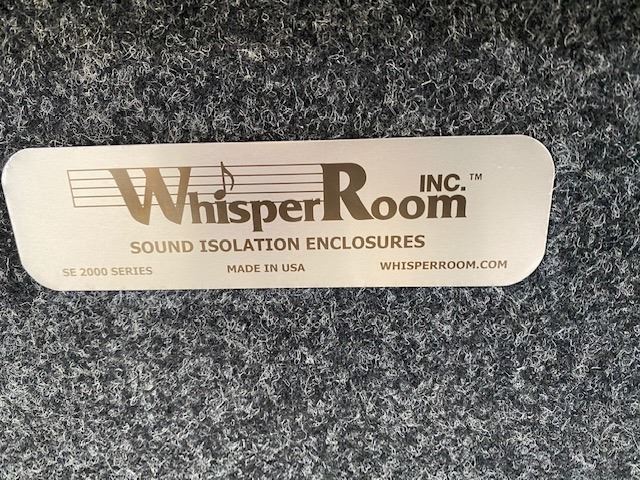 WhisperRoom INC.™
SOUND ISOLATION ENCLOSURES
SE 2000 SERIES MADE IN USA WHISPERROOM.COM